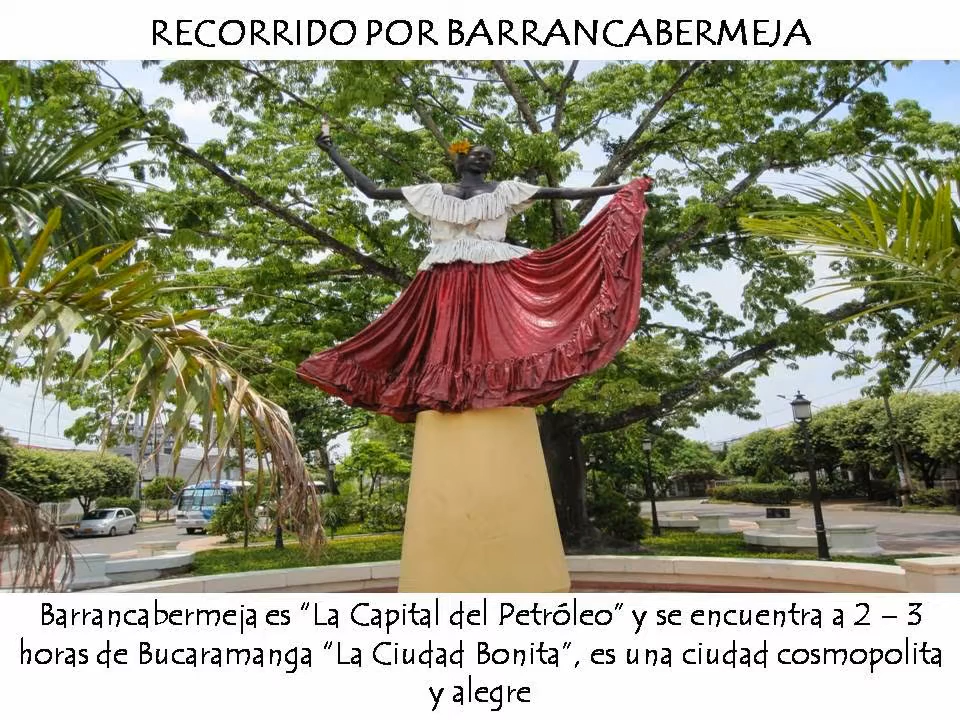 RECORRIDO POR BARRANCABERMEJA
Barrancabermeja es “La Capital del Petróleo” y se encuentra a 2 – 3
horas de Bucaramanga “La Ciudad Bonita”, es una ciudad cosmopolita
y alegre